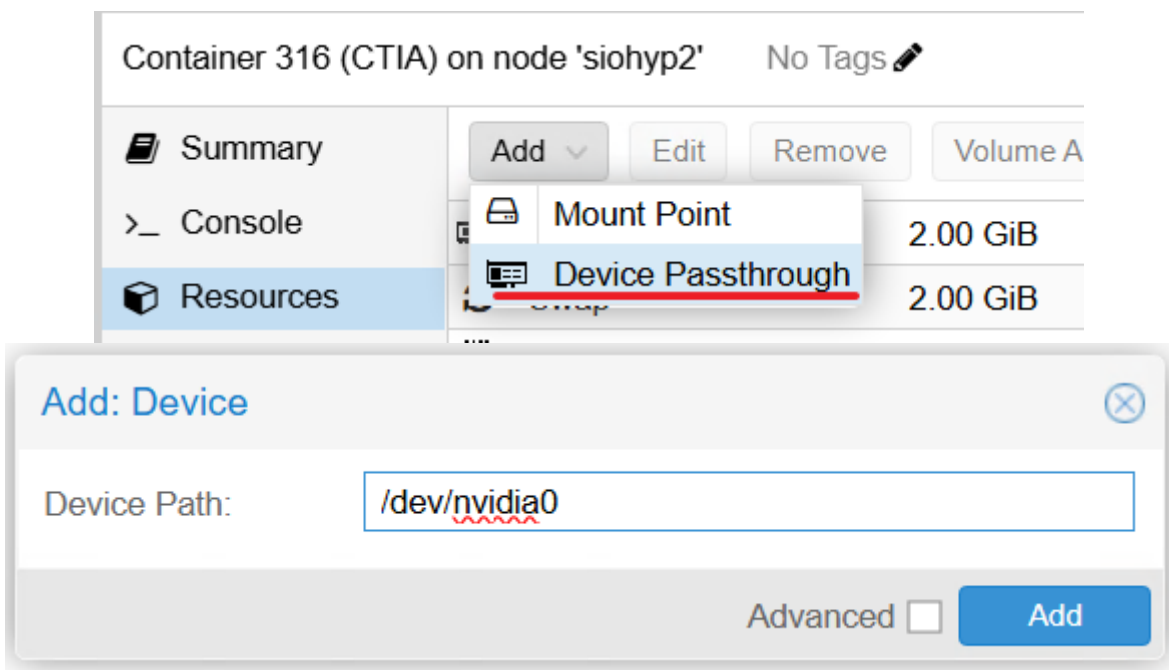 Container 316 (CTIA) on node 'siohyp2' No Tags
Summary
Add Edit Remove Volume A
Mount Point
>_ Console
2.00 GiB
Device Passthrough
Resources
Swap 2.00 GiB
Add: Device
Device Path: /dev/nvidia0
Advanced Add